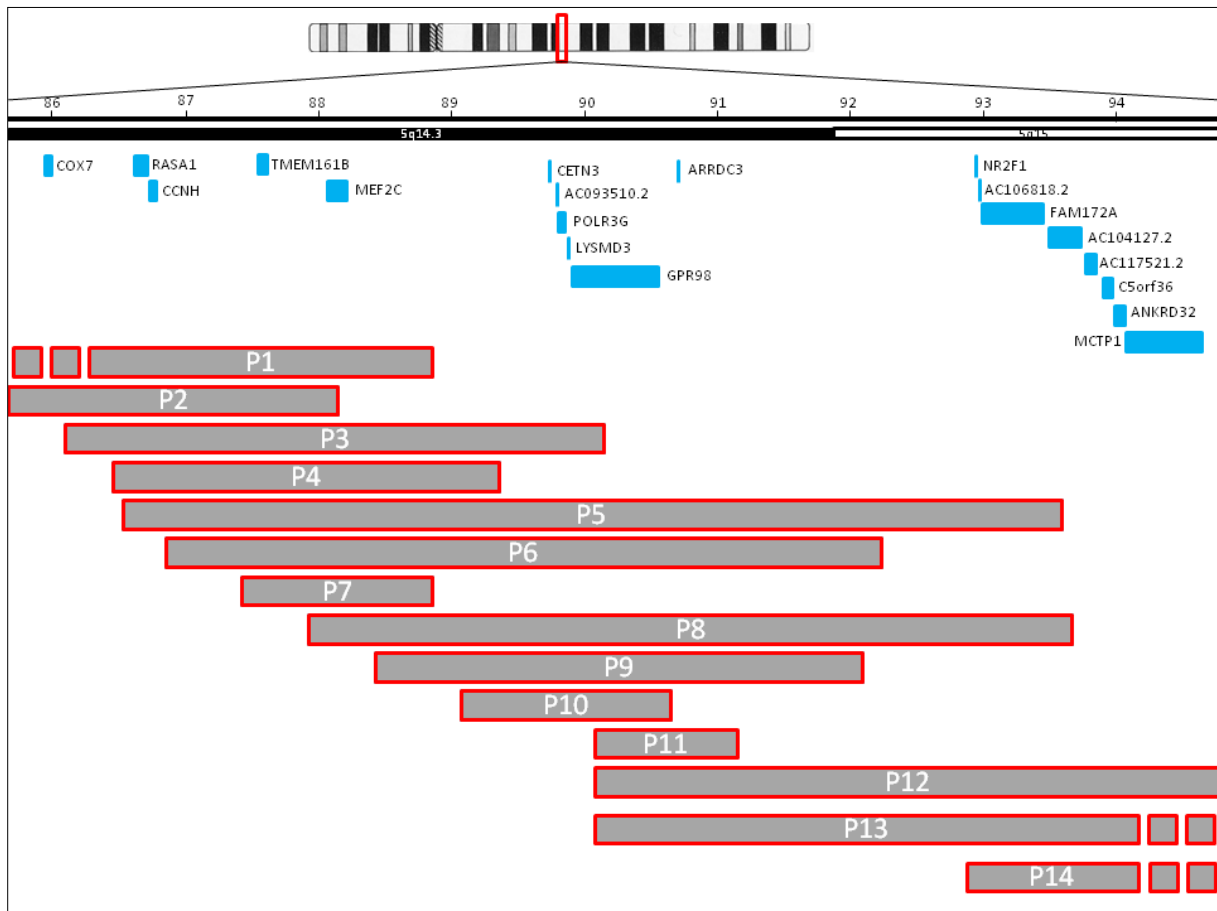 86 87 88 89 90 91 92 93 94
5q14.3 5q15
COX7 RASA1 TMEM161B CETN3 ARRDC3 NR2F1
CCNH MEF2C AC093510.2 AC106818.2
POLR3G FAM172A
LYSMD3 AC104127.2
GPR98 AC117521.2
C5orf36
ANKRD32
MCTP1
P1
P2
P3
P4
P5
P6
P7
P8
P9
P10
P11
P12
P13
P14